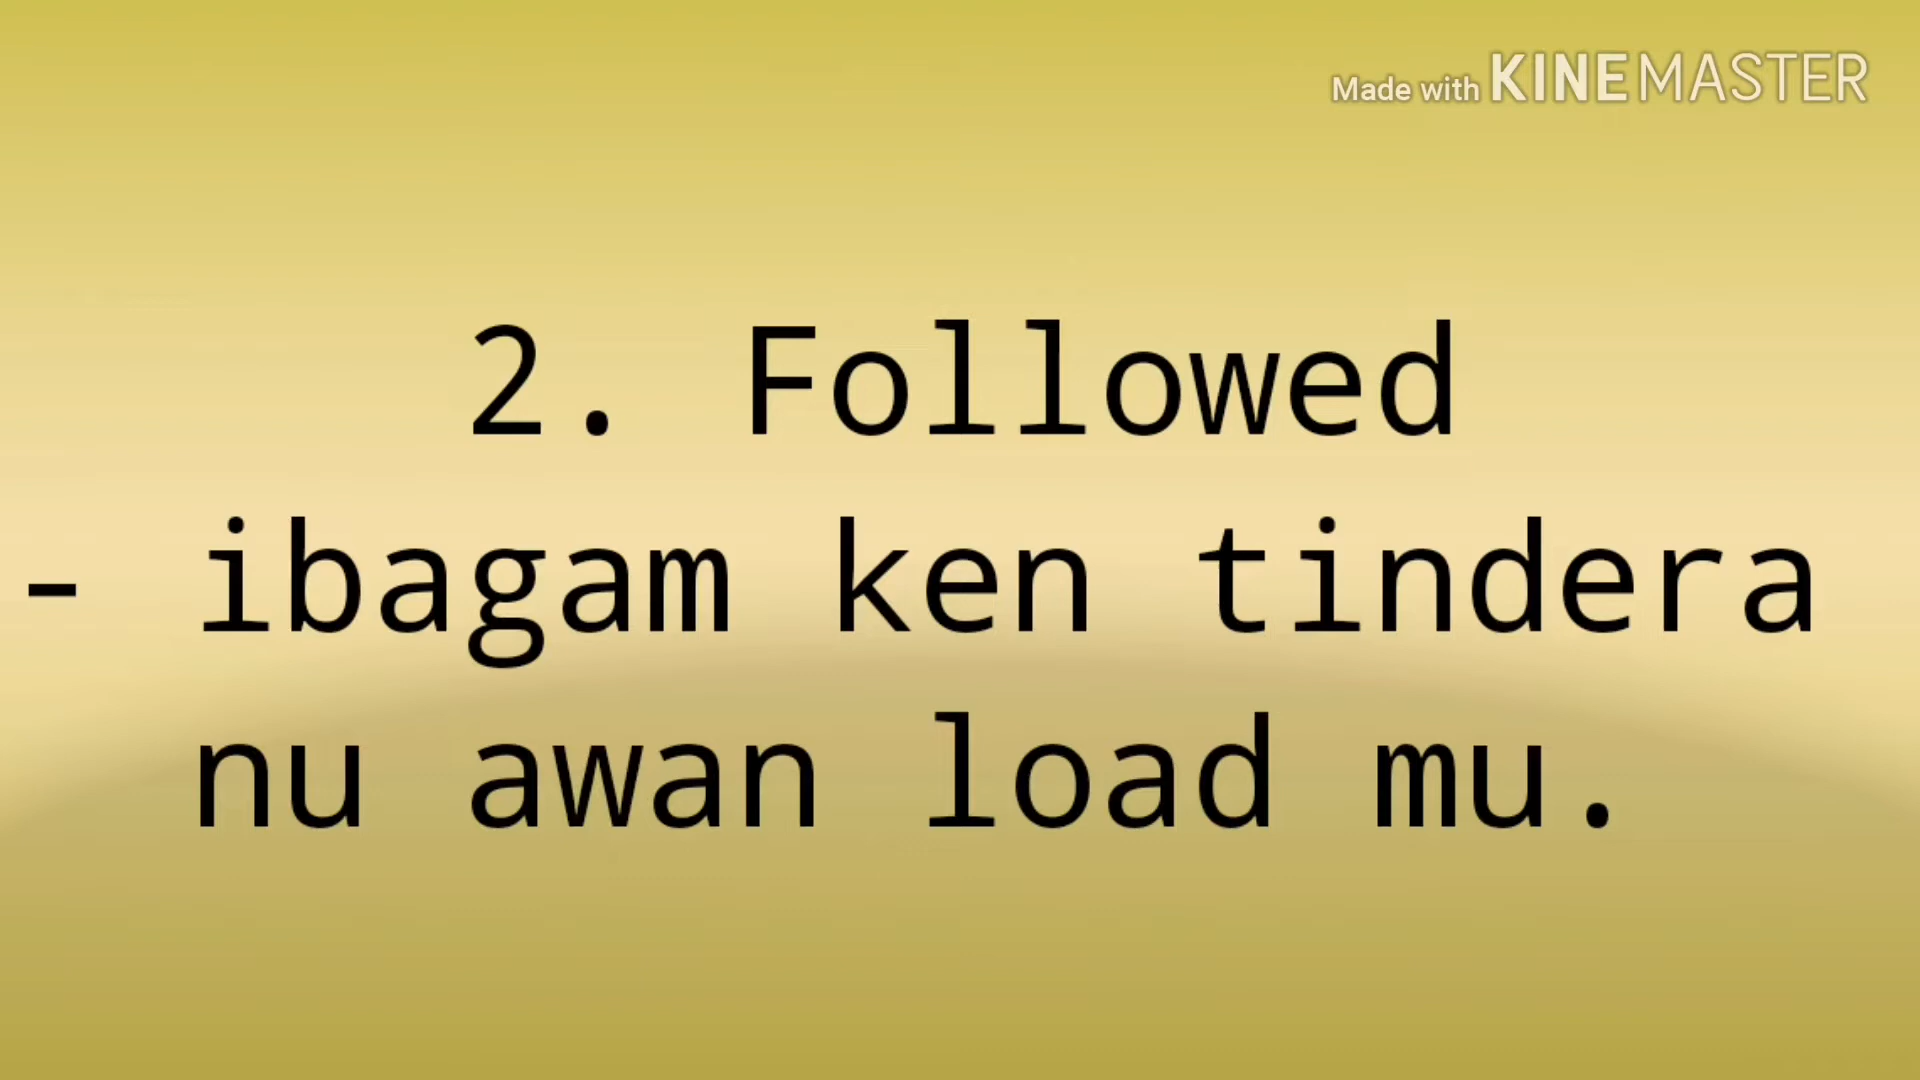 Made with KINEMASTER
2. Followed
- ibagam ken tindera
nu awan load mu.